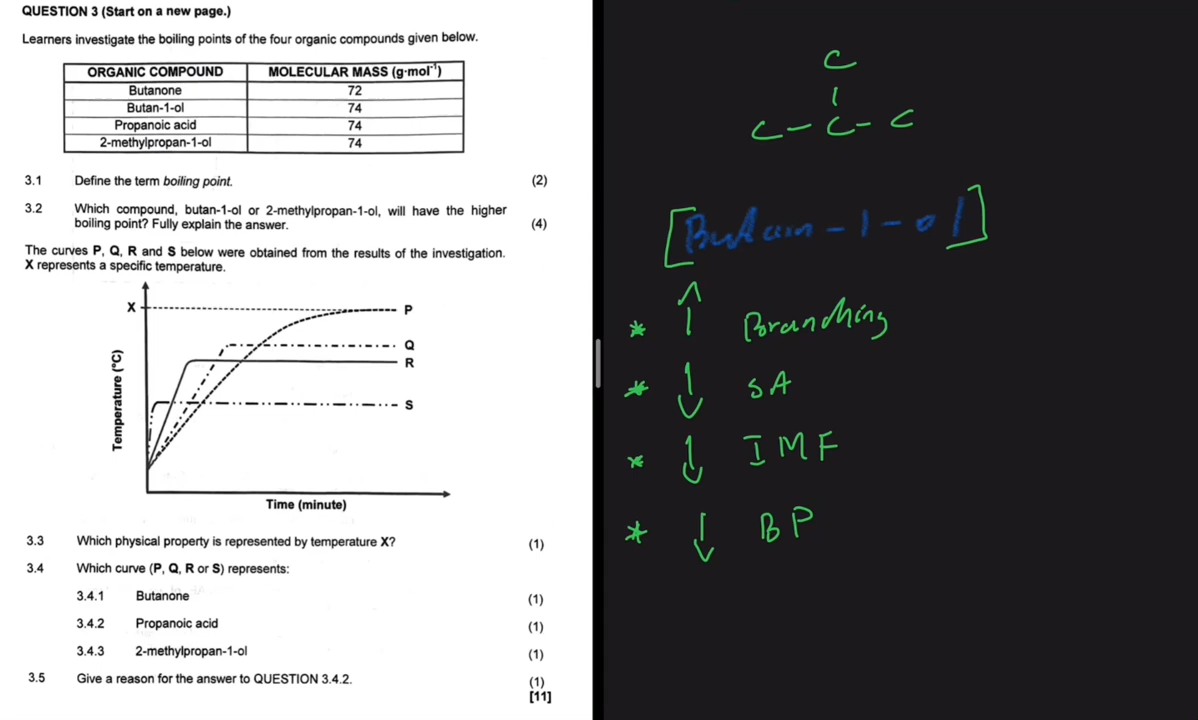 QUESTION 3 (Start on a new page.)
Learners investigate the boiling points of the four organic compounds given below.
ORGANIC COMPOUND MOLECULAR MASS (g·mol⁻¹)
Butanone 72
Butan-1-ol 74
Propanoic acid 74
2-methylpropan-1-ol 74
3.1 Define the term boiling point. (2)
3.2 Which compound, butan-1-ol or 2-methylpropan-1-ol, will have the higher
boiling point? Fully explain the answer. (4)
The curves P, Q, R and S below were obtained from the results of the investigation.
X represents a specific temperature.
X
P
Q
R
S
Temperature (°C)
Time (minute)
3.3 Which physical property is represented by temperature X? (1)
3.4 Which curve (P, Q, R or S) represents:
3.4.1 Butanone (1)
3.4.2 Propanoic acid (1)
3.4.3 2-methylpropan-1-ol (1)
3.5 Give a reason for the answer to QUESTION 3.4.2. (1)
[11]
C
|
C - C - C
[Butan-1-ol]
* ↑ Branching
* ↓ SA
* ↓ IMF
* ↓ BP